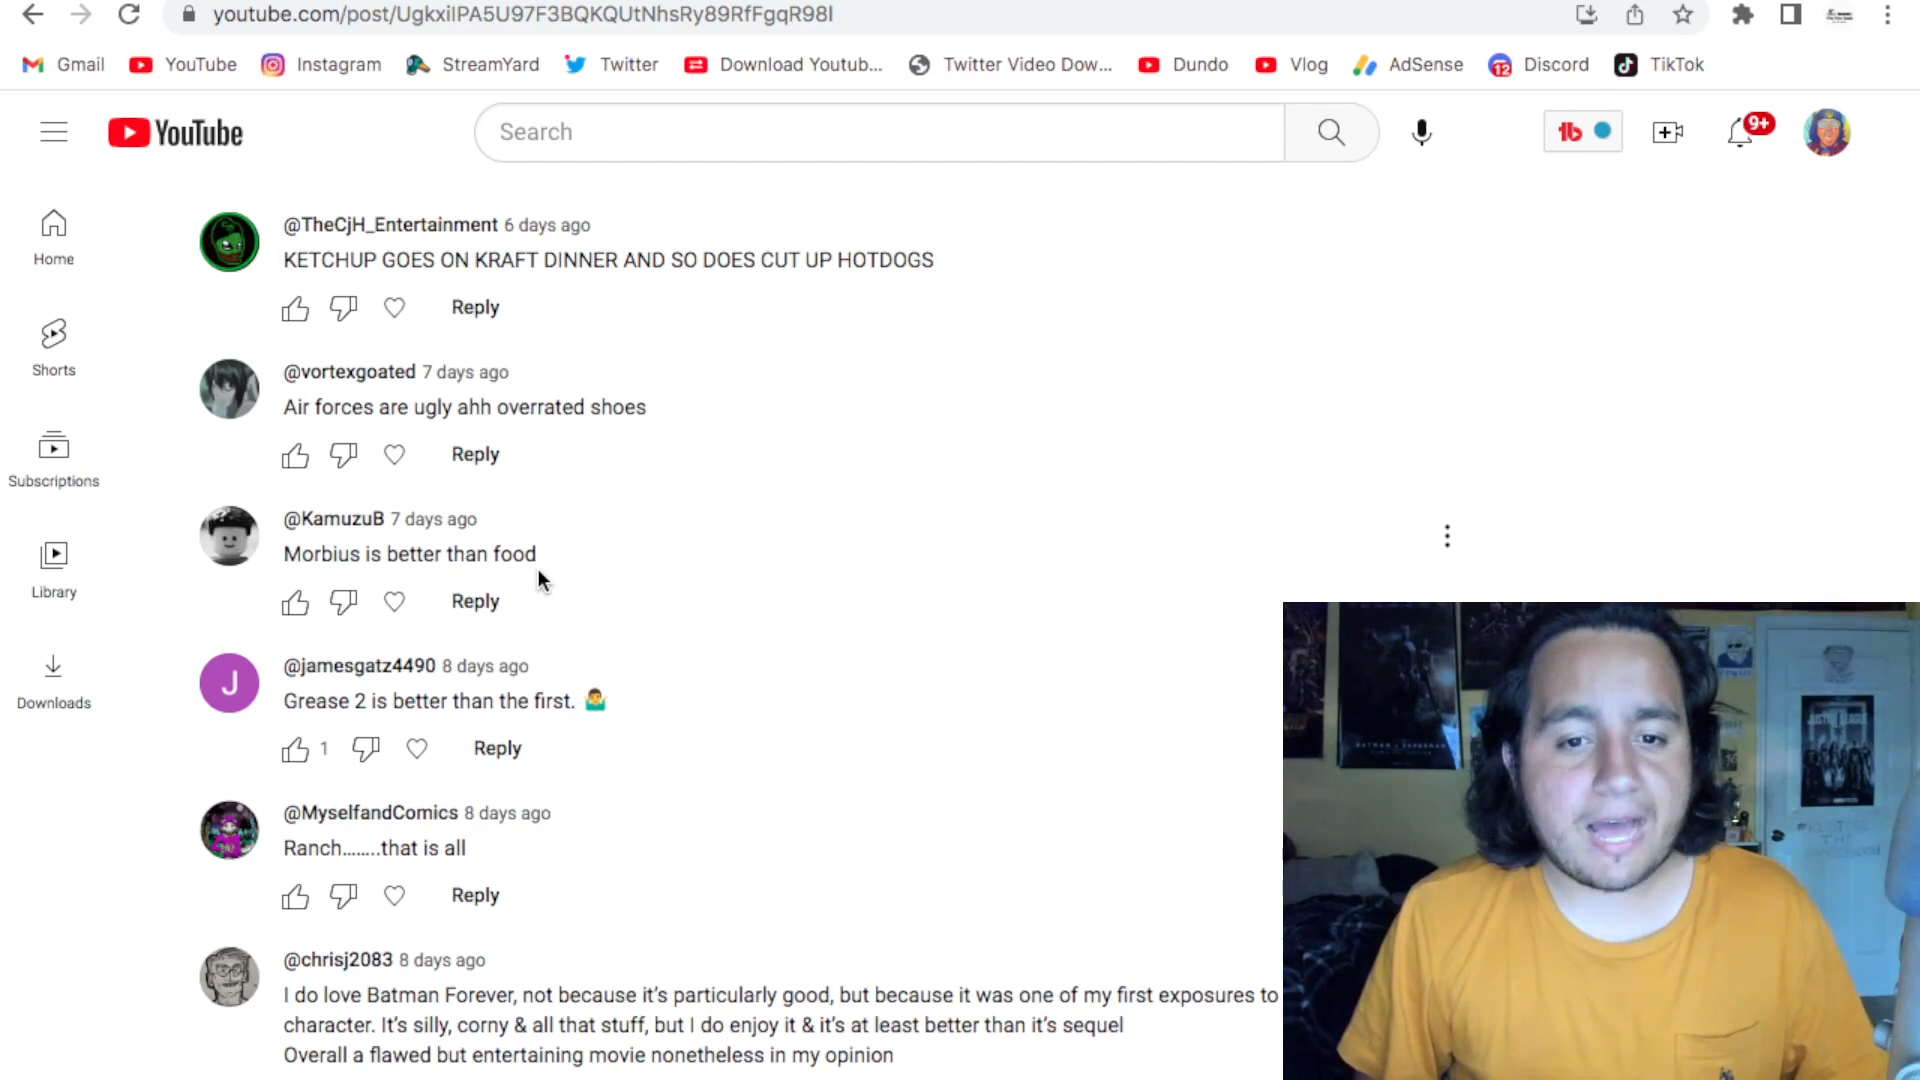 youtube.com/post/UgkxilPA5U97F3BQKQUtNhsRy89RfFgqR98I
Gmail YouTube Instagram StreamYard Twitter Download Youtub... Twitter Video Dow... Dundo Vlog AdSense 12 Discord TikTok
YouTube Search 9+
Home
Shorts
Subscriptions
Library
Downloads
@TheCjH_Entertainment 6 days ago
KETCHUP GOES ON KRAFT DINNER AND SO DOES CUT UP HOTDOGS
Reply
@vortexgoated 7 days ago
Air forces are ugly ahh overrated shoes
Reply
@KamuzuB 7 days ago
Morbius is better than food
Reply
J
@jamesgatz4490 8 days ago
Grease 2 is better than the first. 🤷‍♂️
1 Reply
@MyselfandComics 8 days ago
Ranch........that is all
Reply
@chrisj2083 8 days ago
I do love Batman Forever, not because it's particularly good, but because it was one of my first exposures to
character. It's silly, corny & all that stuff, but I do enjoy it & it's at least better than it's sequel
Overall a flawed but entertaining movie nonetheless in my opinion
JUSTICE LEAGUE